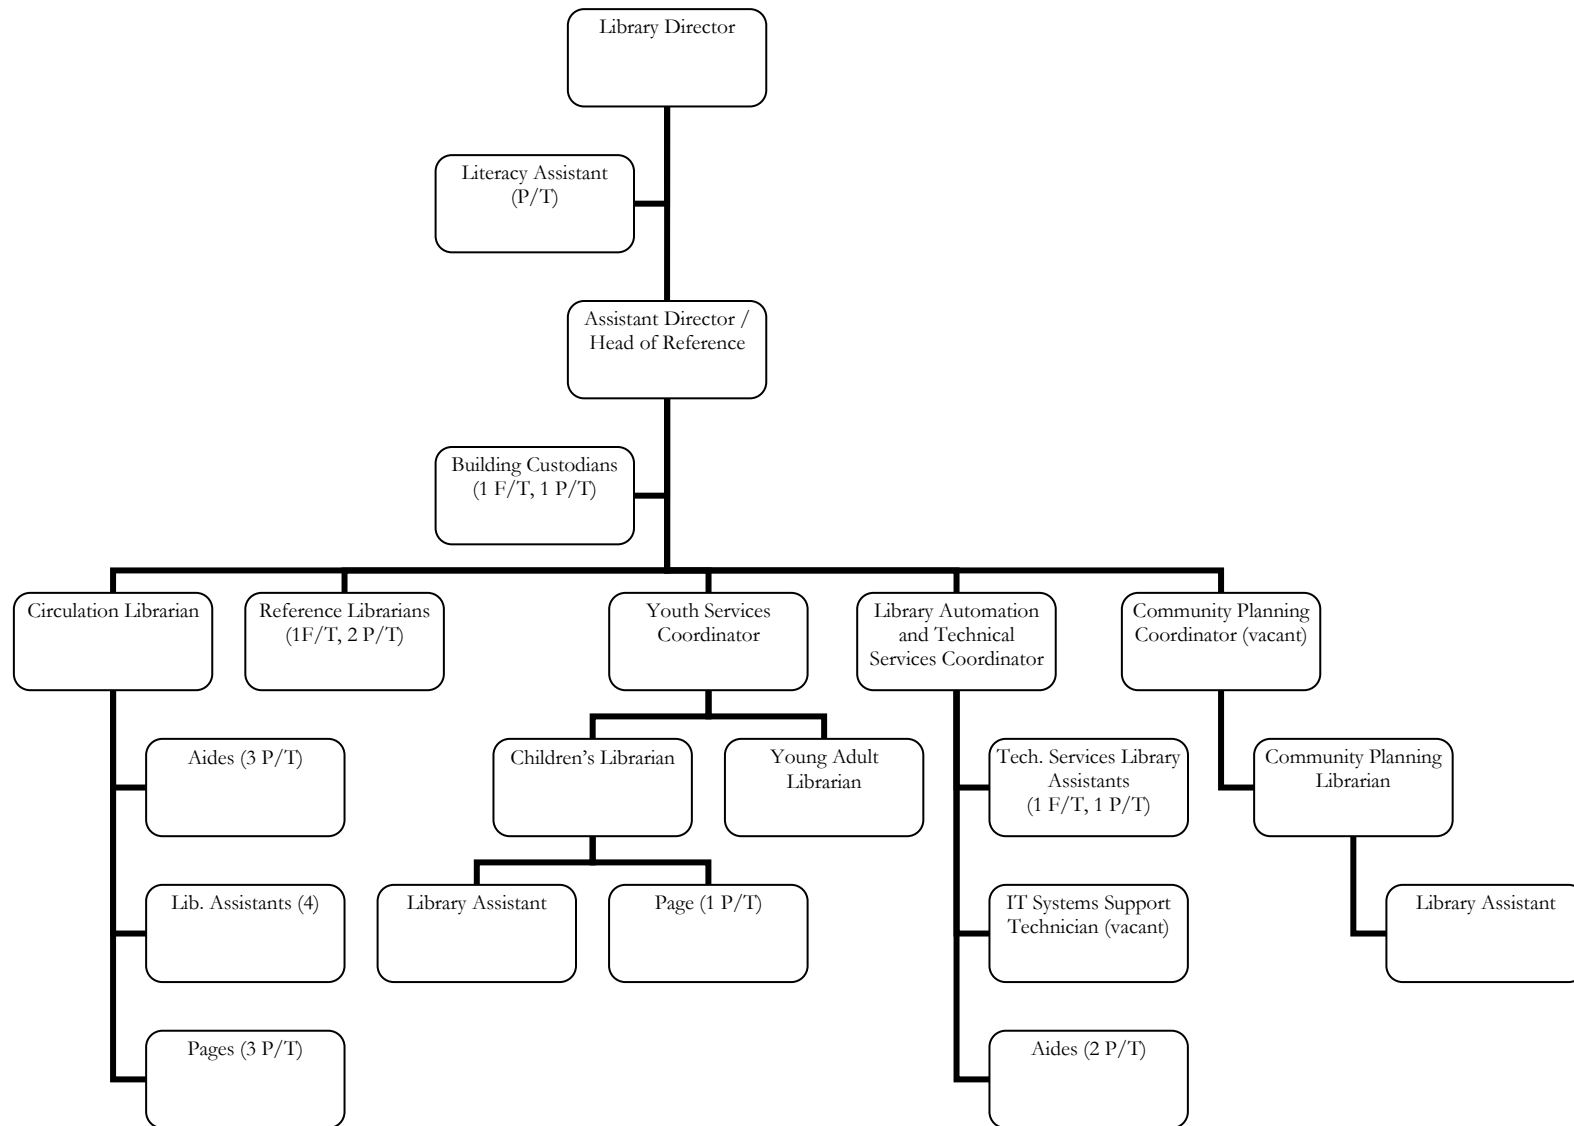 Library Director
Literacy Assistant
(P/T)
Assistant Director /
Head of Reference
Building Custodians
(1 F/T, 1 P/T)
Circulation Librarian
Reference Librarians
(1F/T, 2 P/T)
Youth Services
Coordinator
Library Automation
and Technical
Services Coordinator
Community Planning
Coordinator (vacant)
Aides (3 P/T)
Children’s Librarian
Young Adult
Librarian
Tech. Services Library
Assistants
(1 F/T, 1 P/T)
Community Planning
Librarian
Lib. Assistants (4)
Library Assistant
Page (1 P/T)
IT Systems Support
Technician (vacant)
Library Assistant
Pages (3 P/T)
Aides (2 P/T)